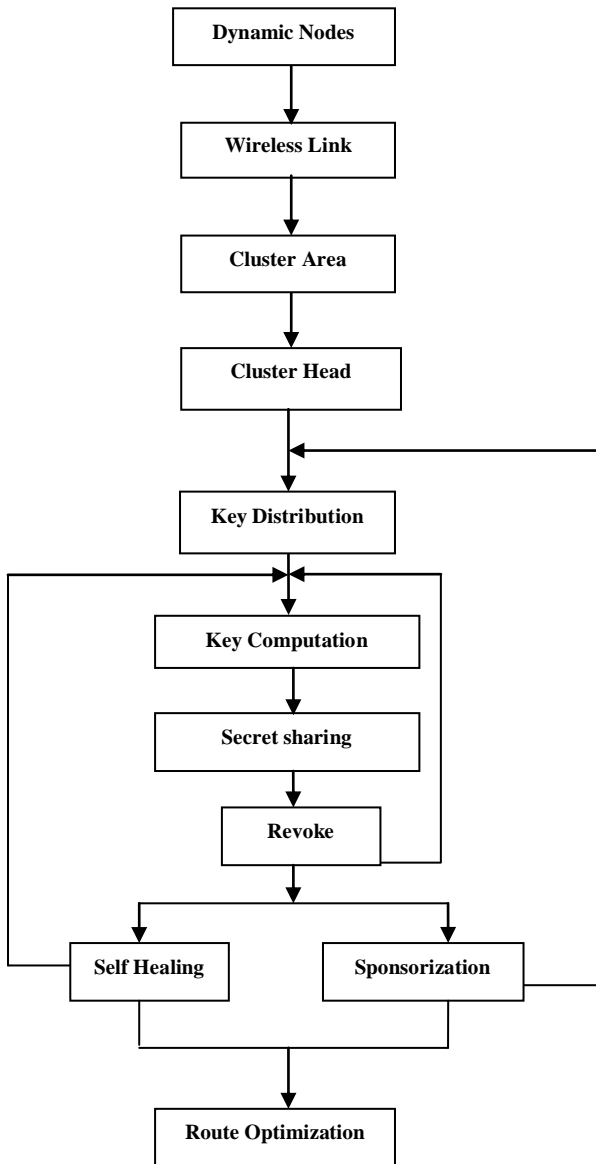 Dynamic Nodes
Wireless Link
Cluster Area
Cluster Head
Key Distribution
Key Computation
Secret sharing
Revoke
Self Healing
Sponsorization
Route Optimization